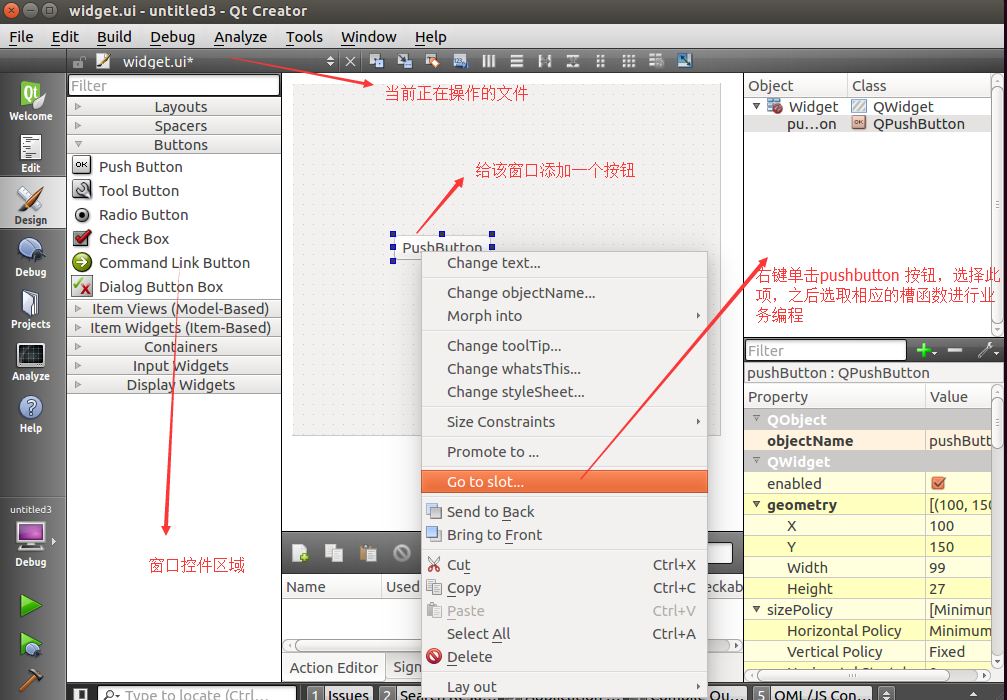 widget.ui - untitled3 - Qt Creator
File Edit Build Debug Analyze Tools Window Help
widget.ui*
Welcome
Edit
Design
Debug
Projects
Analyze
Help
untitled3
Debug
Filter
Layouts
Spacers
Buttons
OK Push Button
Tool Button
Radio Button
Check Box
Command Link Button
Dialog Button Box
Item Views (Model-Based)
Item Widgets (Item-Based)
Containers
Input Widgets
Display Widgets
窗口控件区域
当前正在操作的文件
给该窗口添加一个按钮
PushButton
Change text...
Change objectName...
Morph into
Change toolTip...
Change whatsThis...
Change styleSheet...
Size Constraints
Promote to ...
Go to slot...
Send to Back
Bring to Front
Cut Ctrl+X
Copy Ctrl+C
Paste Ctrl+V
Select All Ctrl+A
Delete
Lay out
Name Used
Action Editor
Object Class
Widget QWidget
pu...on QPushButton
右键单击pushbutton 按钮，选择此
项，之后选取相应的槽函数进行业
务编程
Filter
pushButton : QPushButton
Property Value
QObject
objectName pushButt
QWidget
enabled
geometry [(100, 150
X 100
Y 150
Width 99
Height 27
sizePolicy [Minimum
Horizontal Policy Minimum
Vertical Policy Fixed
Type to locate (Ctrl...
1 Issues
2
5 QML/JS Con...